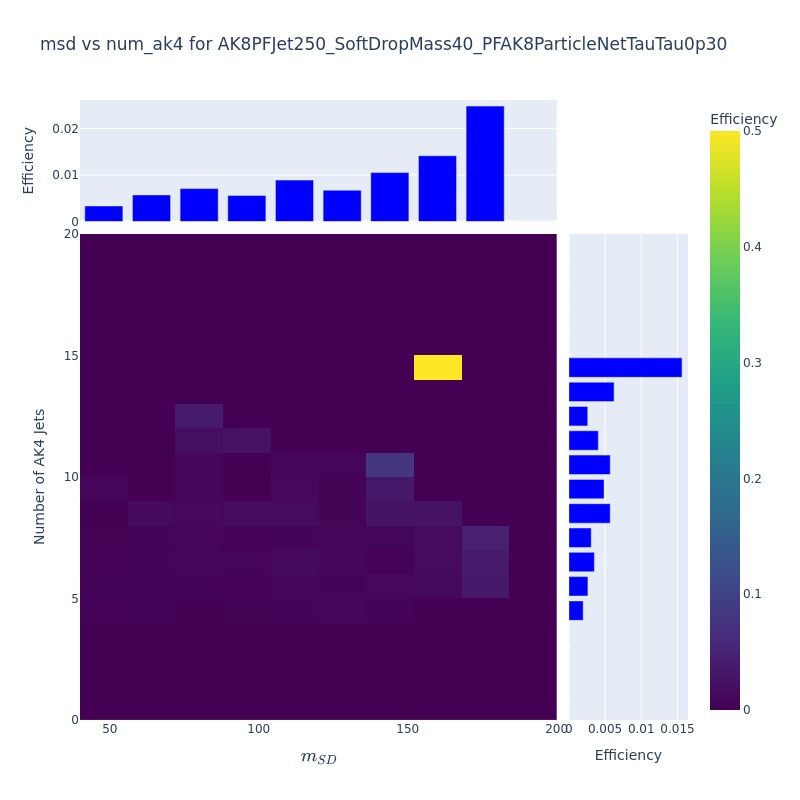 msd vs num_ak4 for AK8PFJet250_SoftDropMass40_PFAK8ParticleNetTauTau0p30
Efficiency
0.02
0.01
0
Efficiency
0.5
0.4
0.3
0.2
0.1
0
Number of AK4 Jets
20
15
10
5
0
50 100 150 200
m_{SD}
0 0.005 0.01 0.015
Efficiency